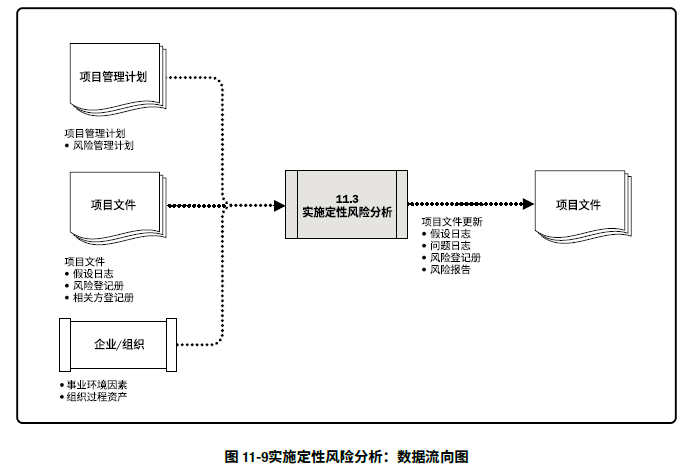 项目管理计划
项目管理计划
• 风险管理计划
项目文件
项目文件
• 假设日志
• 风险登记册
• 相关方登记册
企业/组织
• 事业环境因素
• 组织过程资产
11.3
实施定性风险分析
项目文件更新
• 假设日志
• 问题日志
• 风险登记册
• 风险报告
项目文件
图 11-9实施定性风险分析：数据流向图